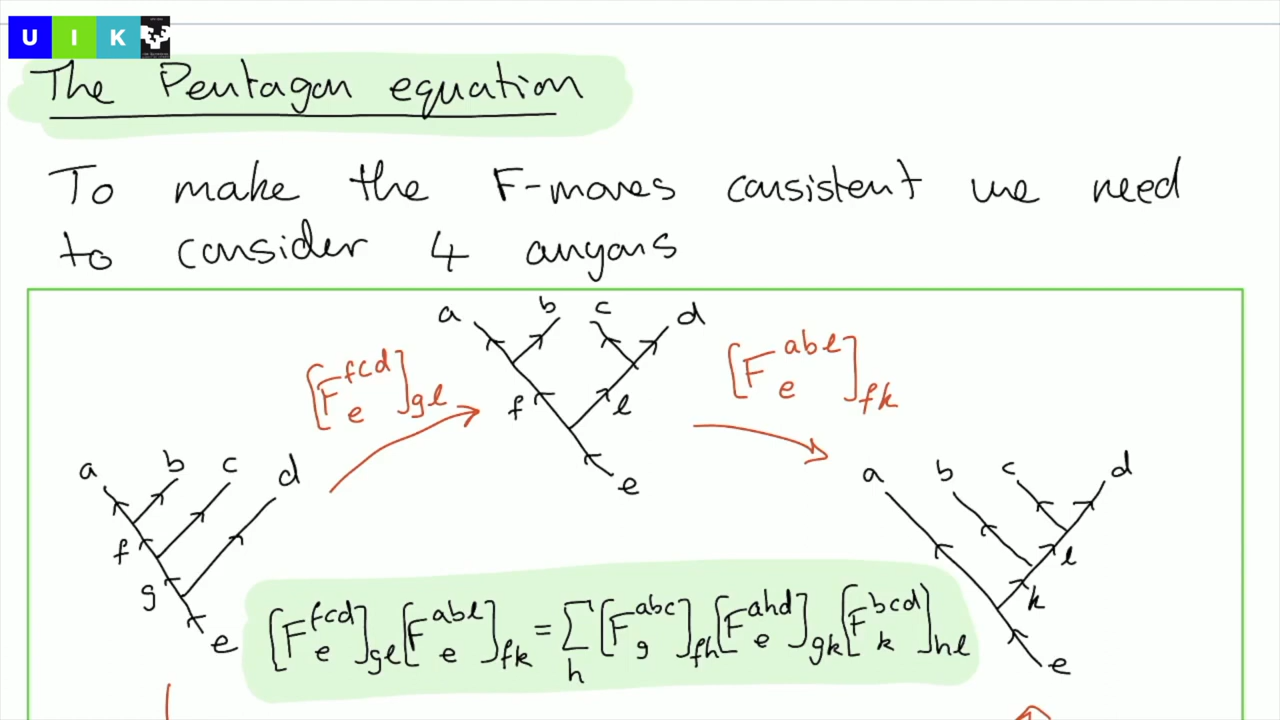 U I K
The Pentagon equation
To make the F-moves consistent we need
to consider 4 anyons
a b c d
[F^{fcd}_e]_{gl}
[F^{abl}_e]_{fk}
f l
e
a b c d
f
g
e
a b c d
l
k
e
[F^{fcd}_e]_{gl} [F^{abl}_e]_{fk} = ∑_h [F^{abc}_g]_{fh} [F^{ahd}_e]_{gk} [F^{bcd}_k]_{hl}